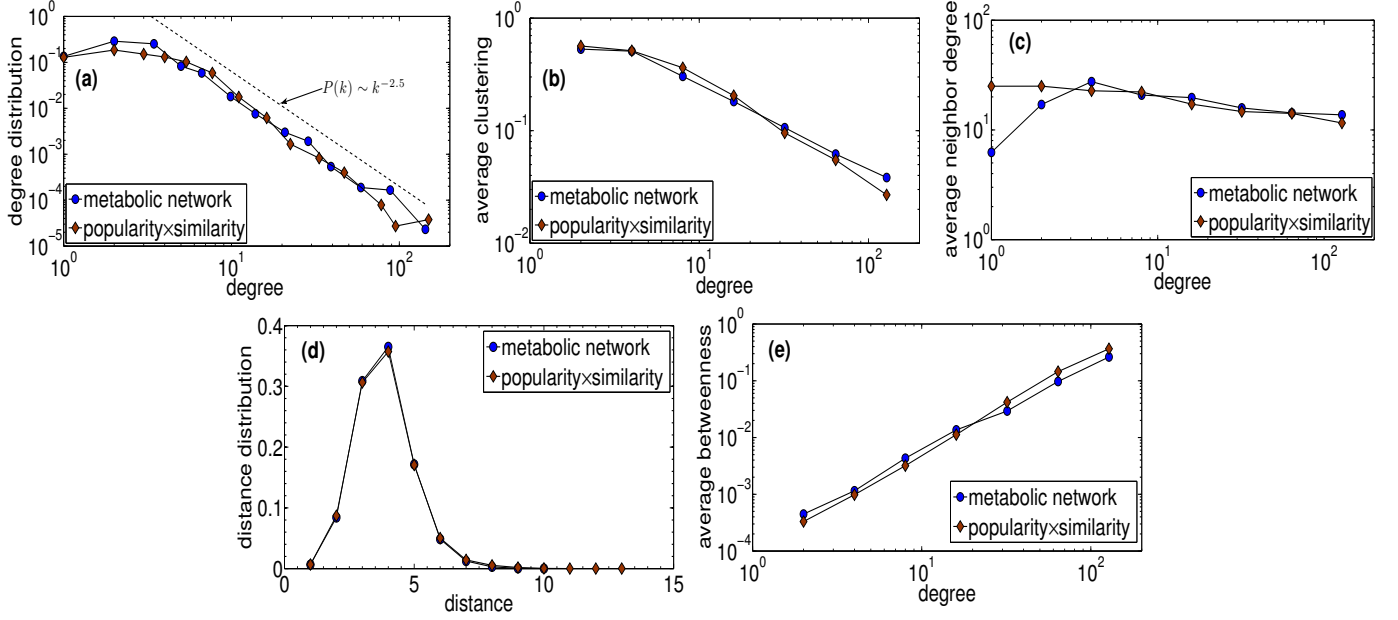 degree distribution
10^0
10^-1
10^-2
10^-3
10^-4
10^-5
(a)
P(k) ∼ k^-2.5
metabolic network
popularity×similarity
10^0
10^1
10^2
degree
average clustering
10^0
10^-1
10^-2
(b)
metabolic network
popularity×similarity
10^0
10^1
10^2
degree
average neighbor degree
10^2
10^1
10^0
(c)
metabolic network
popularity×similarity
10^0
10^1
10^2
degree
distance distribution
0.4
0.3
0.2
0.1
0
(d)
metabolic network
popularity×similarity
0
5
10
15
distance
average betweenness
10^0
10^-1
10^-2
10^-3
10^-4
(e)
metabolic network
popularity×similarity
10^0
10^1
10^2
degree